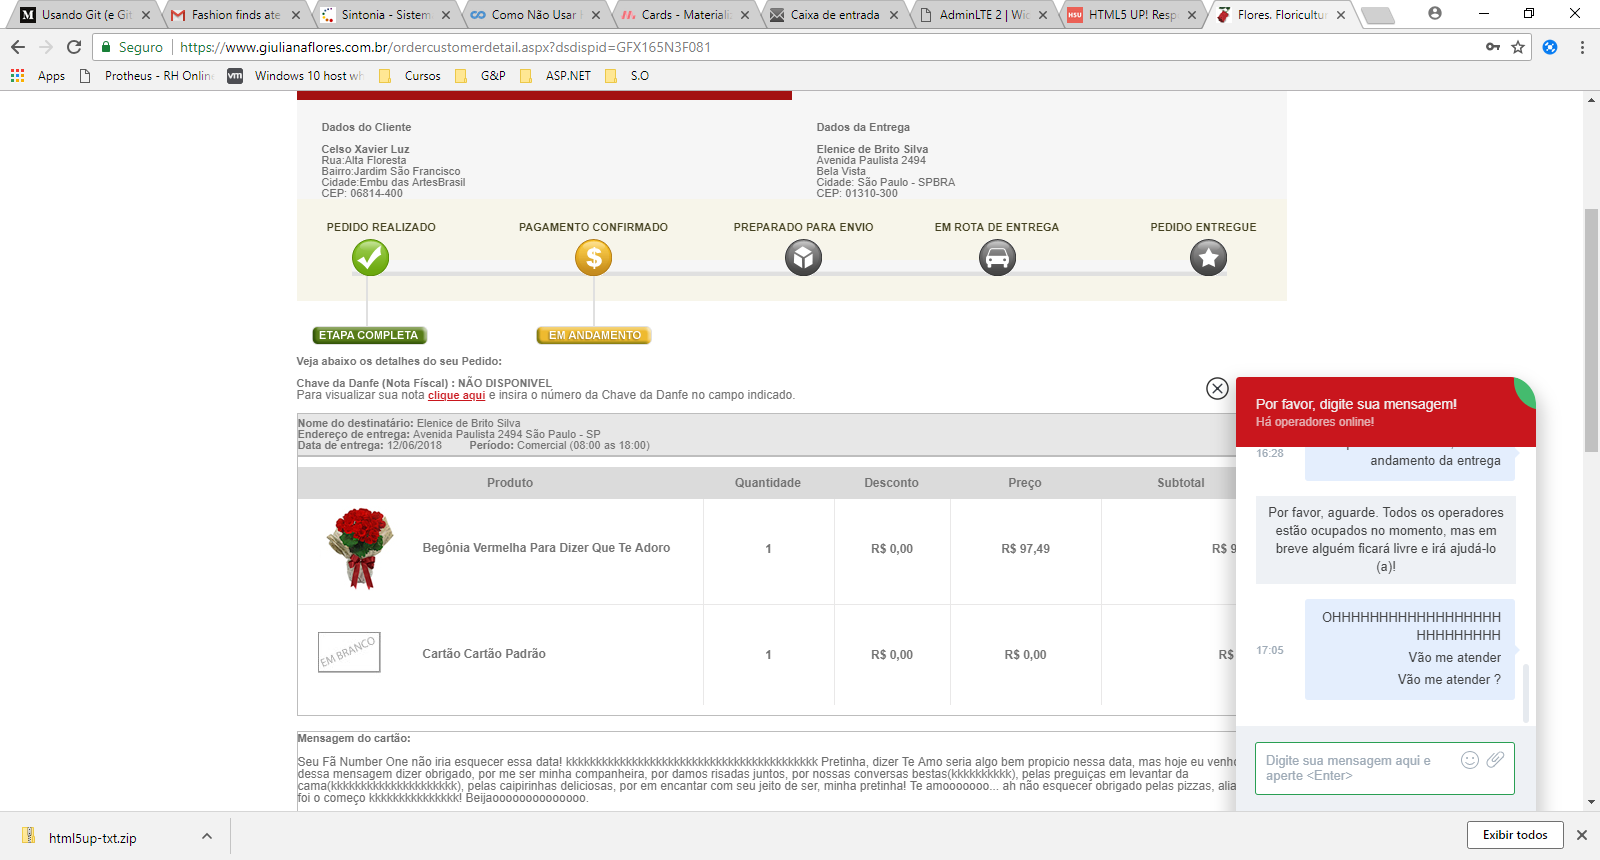 Usando Git (e Git
Fashion finds ate
Sintonia - Sistem
Como Não Usar
Cards - Materiali
Caixa de entrada
AdminLTE 2 | Wid
HTML5 UP! Resp
Flores. Floricultur
Seguro
https://www.giulianaflores.com.br/ordercustomerdetail.aspx?dsdispid=GFX165N3F081
Apps
Protheus - RH Online
Windows 10 host wh
Cursos
G&P
ASP.NET
S.O
Dados do Cliente
Celso Xavier Luz
Rua:Alta Floresta
Bairro:Jardim São Francisco
Cidade:Embu das ArtesBrasil
CEP: 06814-400
Dados da Entrega
Elenice de Brito Silva
Avenida Paulista 2494
Bela Vista
Cidade: São Paulo - SPBRA
CEP: 01310-300
PEDIDO REALIZADO
PAGAMENTO CONFIRMADO
PREPARADO PARA ENVIO
EM ROTA DE ENTREGA
PEDIDO ENTREGUE
ETAPA COMPLETA
EM ANDAMENTO
Veja abaixo os detalhes do seu Pedido:
Chave da Danfe (Nota Físcal) : NÃO DISPONIVEL
Para visualizar sua nota clique aqui e insira o número da Chave da Danfe no campo indicado.
Nome do destinatário: Elenice de Brito Silva
Endereço de entrega: Avenida Paulista 2494 São Paulo - SP
Data de entrega: 12/06/2018 Período: Comercial (08:00 as 18:00)
Produto Quantidade Desconto Preço Subtotal
Begônia Vermelha Para Dizer Que Te Adoro 1 R$ 0,00 R$ 97,49 R$ 9
EM BRANCO
Cartão Cartão Padrão 1 R$ 0,00 R$ 0,00 R$
Mensagem do cartão:
Seu Fã Number One não iria esquecer essa data! kkkkkkkkkkkkkkkkkkkkkkkkkkkkkkkkkkkkkkkkkk Pretinha, dizer Te Amo seria algo bem propicio nessa data, mas hoje eu venho
dessa mensagem dizer obrigado, por me ser minha companheira, por damos risadas juntos, por nossas conversas bestas(kkkkkkkkkk), pelas preguiças em levantar da
cama(kkkkkkkkkkkkkkkkkkkkk), pelas caipirinhas deliciosas, por em encantar com seu jeito de ser, minha pretinha! Te amooooooo... ah não esquecer obrigado pelas pizzas, alia
foi o começo kkkkkkkkkkkkkkk! Beijaoooooooooooooo.
Por favor, digite sua mensagem!
Há operadores online!
16:28
andamento da entrega
Por favor, aguarde. Todos os operadores
estão ocupados no momento, mas em
breve alguém ficará livre e irá ajudá-lo
(a)!
OHHHHHHHHHHHHHHHHHH
HHHHHHHHH
17:05
Vão me atender
Vão me atender ?
Digite sua mensagem aqui e
aperte <Enter>
html5up-txt.zip
Exibir todos